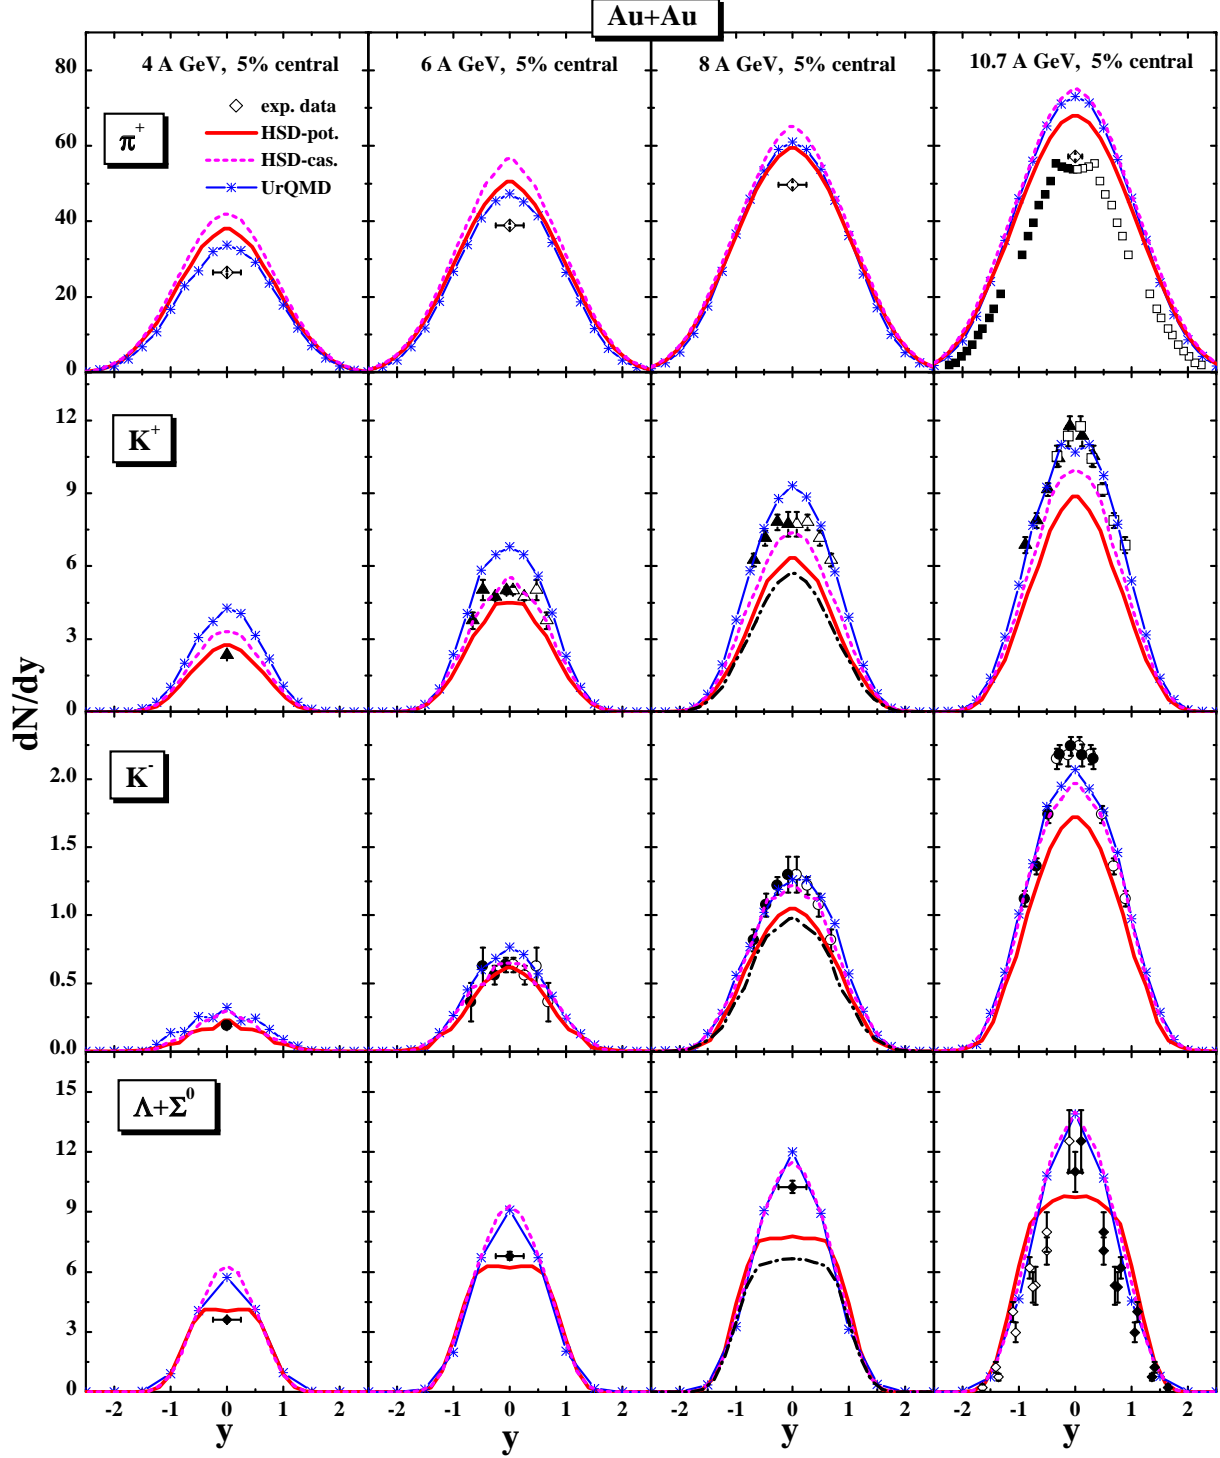 Au+Au
4 A GeV, 5% central
6 A GeV, 5% central
8 A GeV, 5% central
10.7 A GeV, 5% central
80
60
40
20
0
π+
exp. data
HSD-pot.
HSD-cas.
UrQMD
12
9
6
3
0
K+
dN/dy
2.0
1.5
1.0
0.5
0.0
K-
15
12
9
6
3
0
Λ+Σ0
-2 -1 0 1 2
-2 -1 0 1 2
-2 -1 0 1 2
-2 -1 0 1 2
y
y
y
y